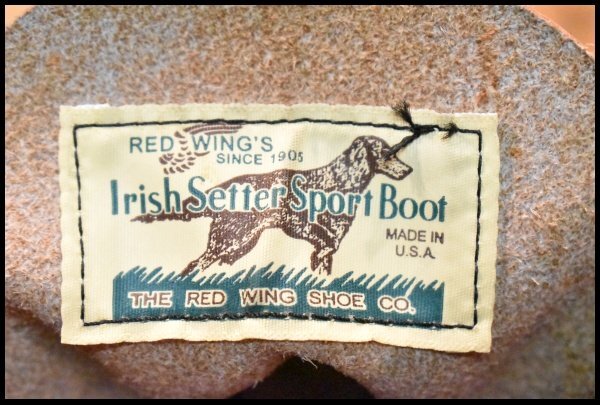 RED WING'S
SINCE 1905
Irish Setter Sport Boot
MADE IN
U.S.A.
THE RED WING SHOE CO.